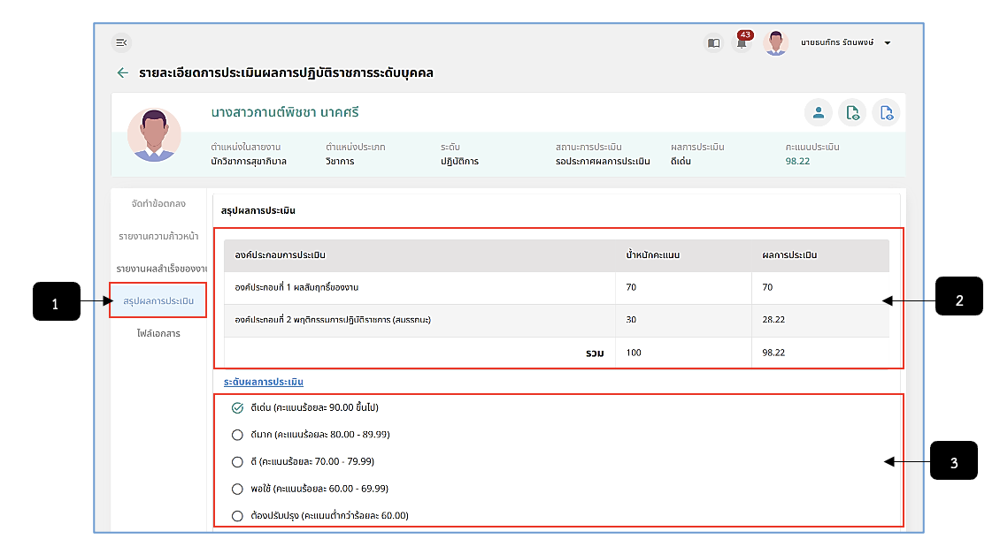 43
นายธนภัทร รัตนพงษ์
รายละเอียดการประเมินผลการปฏิบัติราชการระดับบุคคล
นางสาวกานต์พิชชา นาคศรี
ตำแหน่งในสายงาน ตำแหน่งประเภท ระดับ สถานะการประเมิน ผลการประเมิน คะแนนประเมิน
นักวิชาการสุขาภิบาล วิชาการ ปฏิบัติการ รอประกาศผลการประเมิน ดีเด่น 98.22
จัดทำข้อตกลง
รายงานความก้าวหน้า
รายงานผลสำเร็จของงาน
สรุปผลการประเมิน
ไฟล์เอกสาร
สรุปผลการประเมิน
องค์ประกอบการประเมิน น้ำหนักคะแนน ผลการประเมิน
องค์ประกอบที่ 1 ผลสัมฤทธิ์ของงาน 70 70
องค์ประกอบที่ 2 พฤติกรรมการปฏิบัติราชการ (สมรรถนะ) 30 28.22
รวม 100 98.22
ระดับผลการประเมิน
ดีเด่น (คะแนนร้อยละ 90.00 ขึ้นไป)
ดีมาก (คะแนนร้อยละ 80.00 - 89.99)
ดี (คะแนนร้อยละ 70.00 - 79.99)
พอใช้ (คะแนนร้อยละ 60.00 - 69.99)
ต้องปรับปรุง (คะแนนต่ำกว่าร้อยละ 60.00)
1
2
3